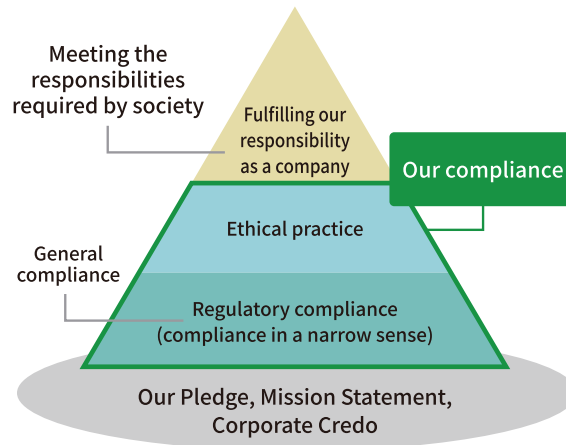 Meeting the
responsibilities
required by society
Fulfilling our
responsibility
as a company
Our compliance
Ethical practice
General
compliance
Regulatory compliance
(compliance in a narrow sense)
Our Pledge, Mission Statement,
Corporate Credo